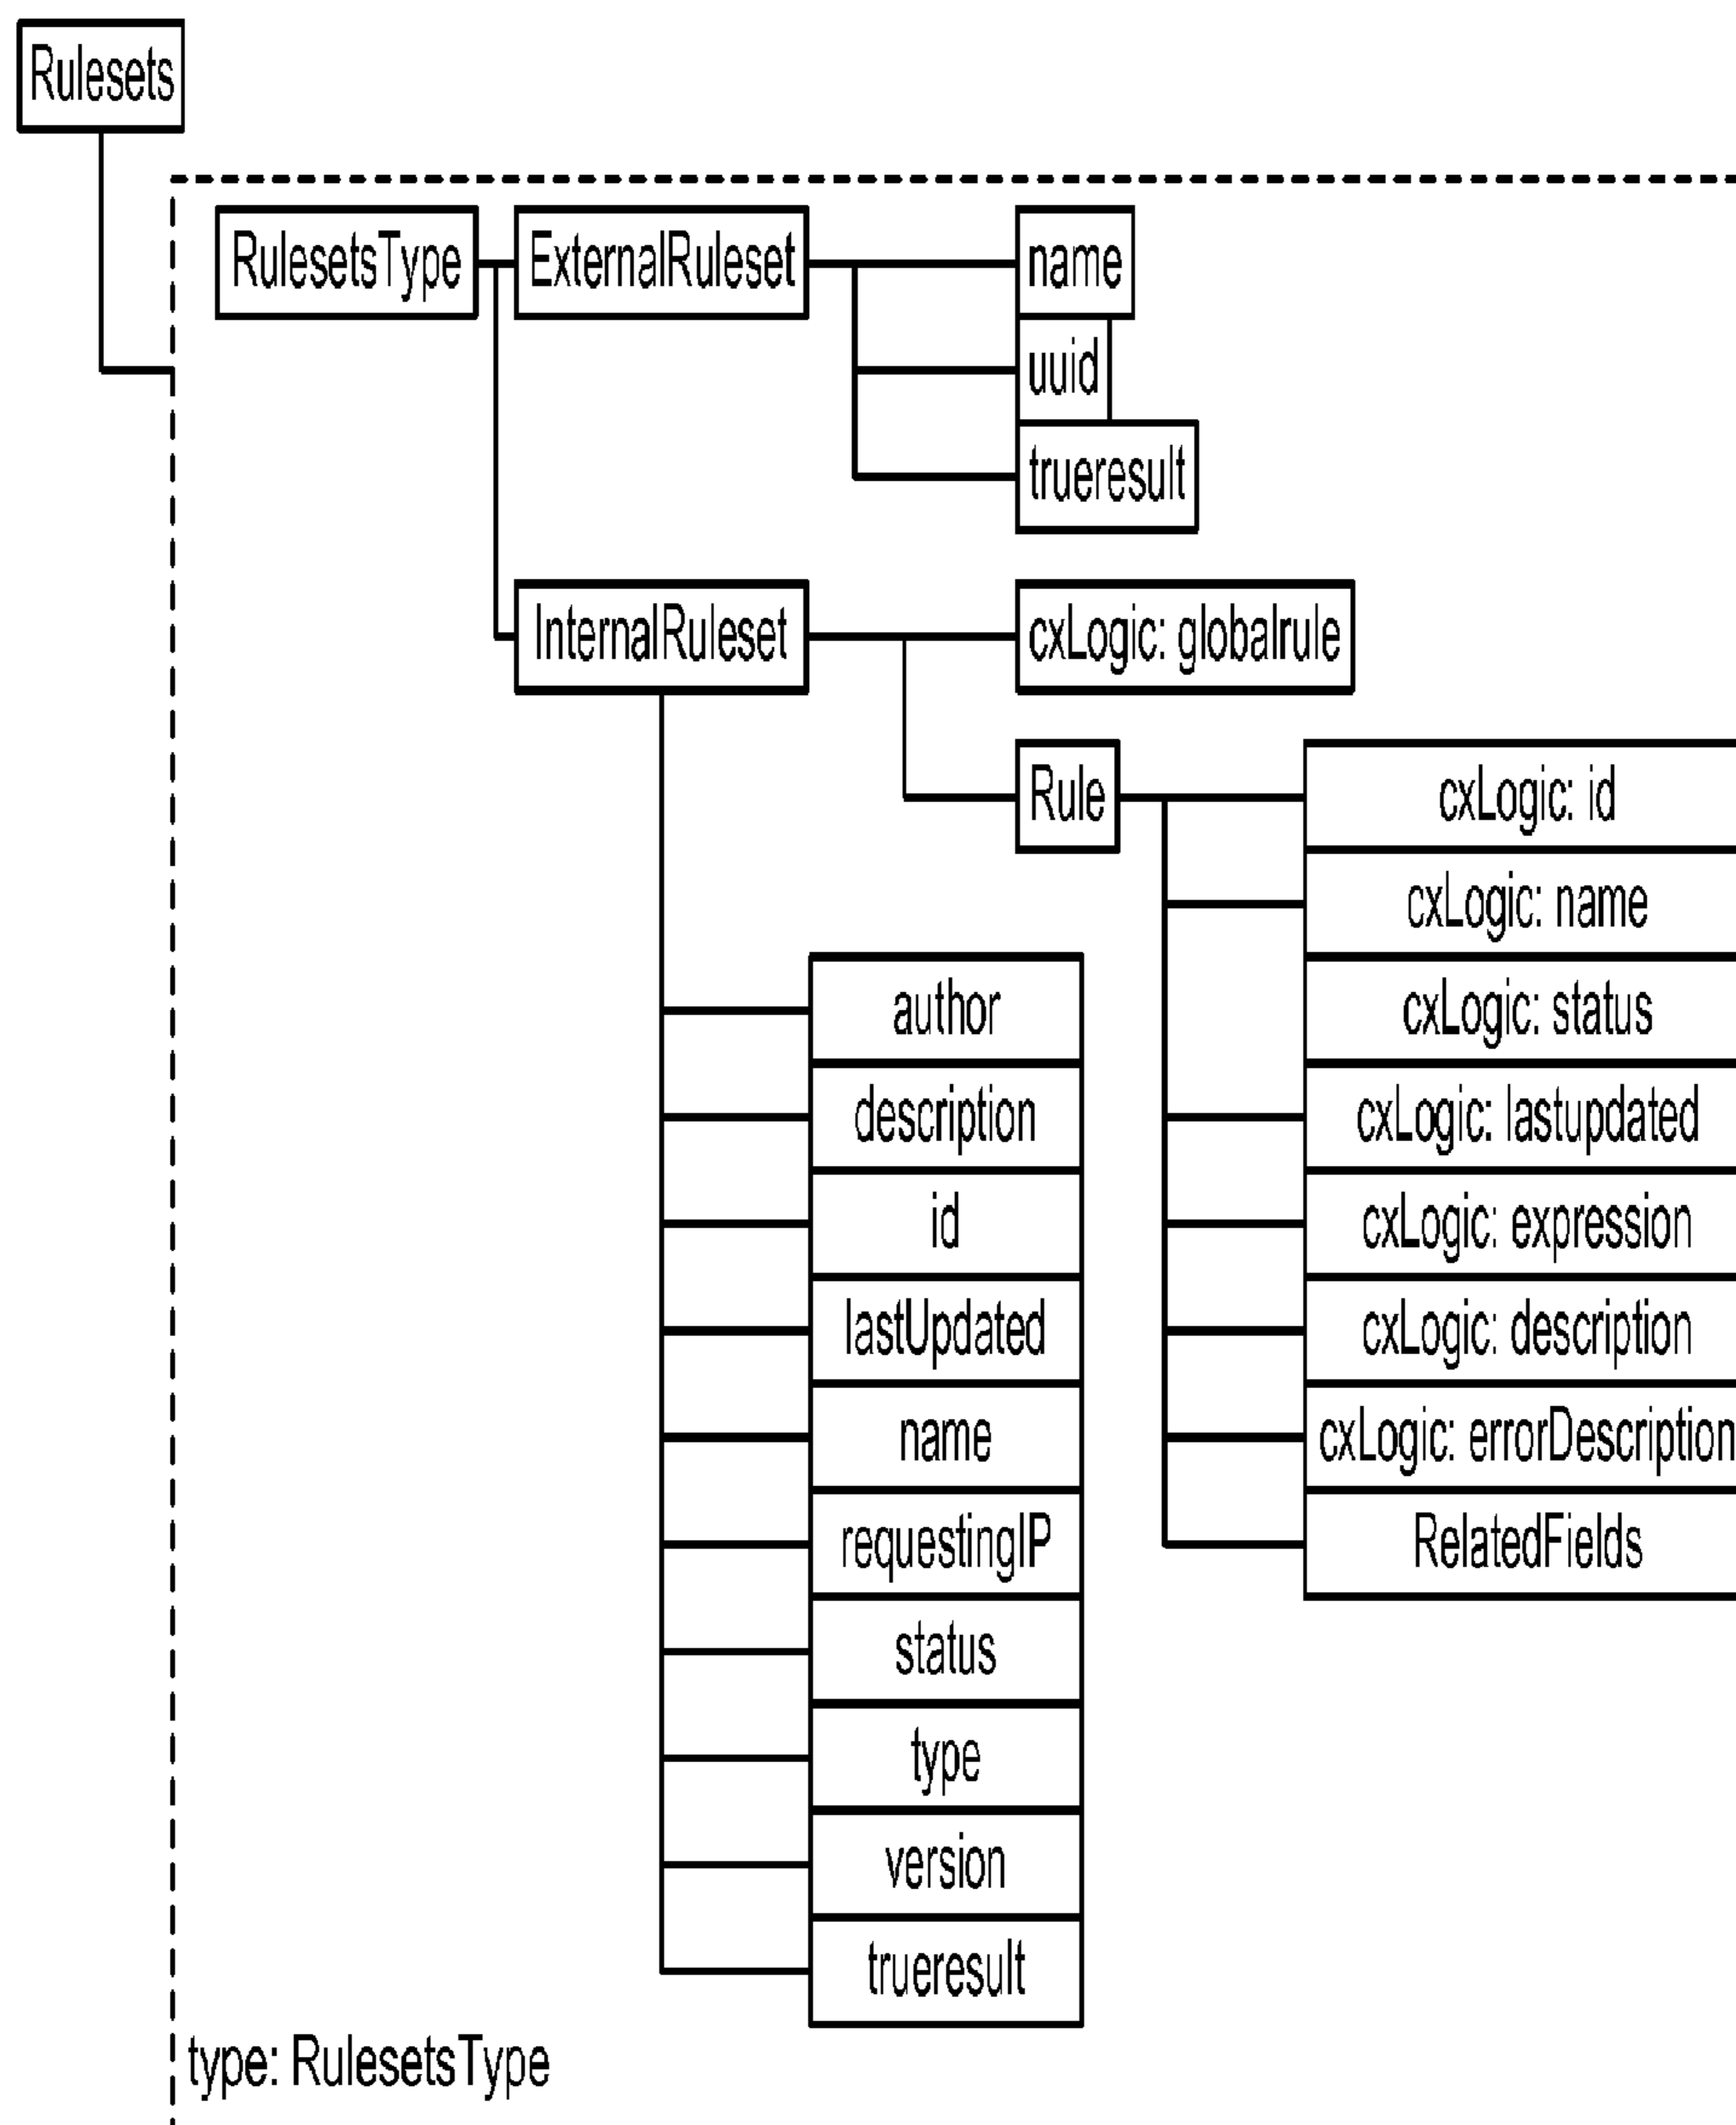 Rulesets
RulesetsType
ExternalRuleset
name
uuid
trueresult
InternalRuleset
cxLogic: globalrule
Rule
cxLogic: id
cxLogic: name
cxLogic: status
cxLogic: lastupdated
cxLogic: expression
cxLogic: description
cxLogic: errorDescription
RelatedFields
author
description
id
lastUpdated
name
requestingIP
status
type
version
trueresult
type: RulesetsType